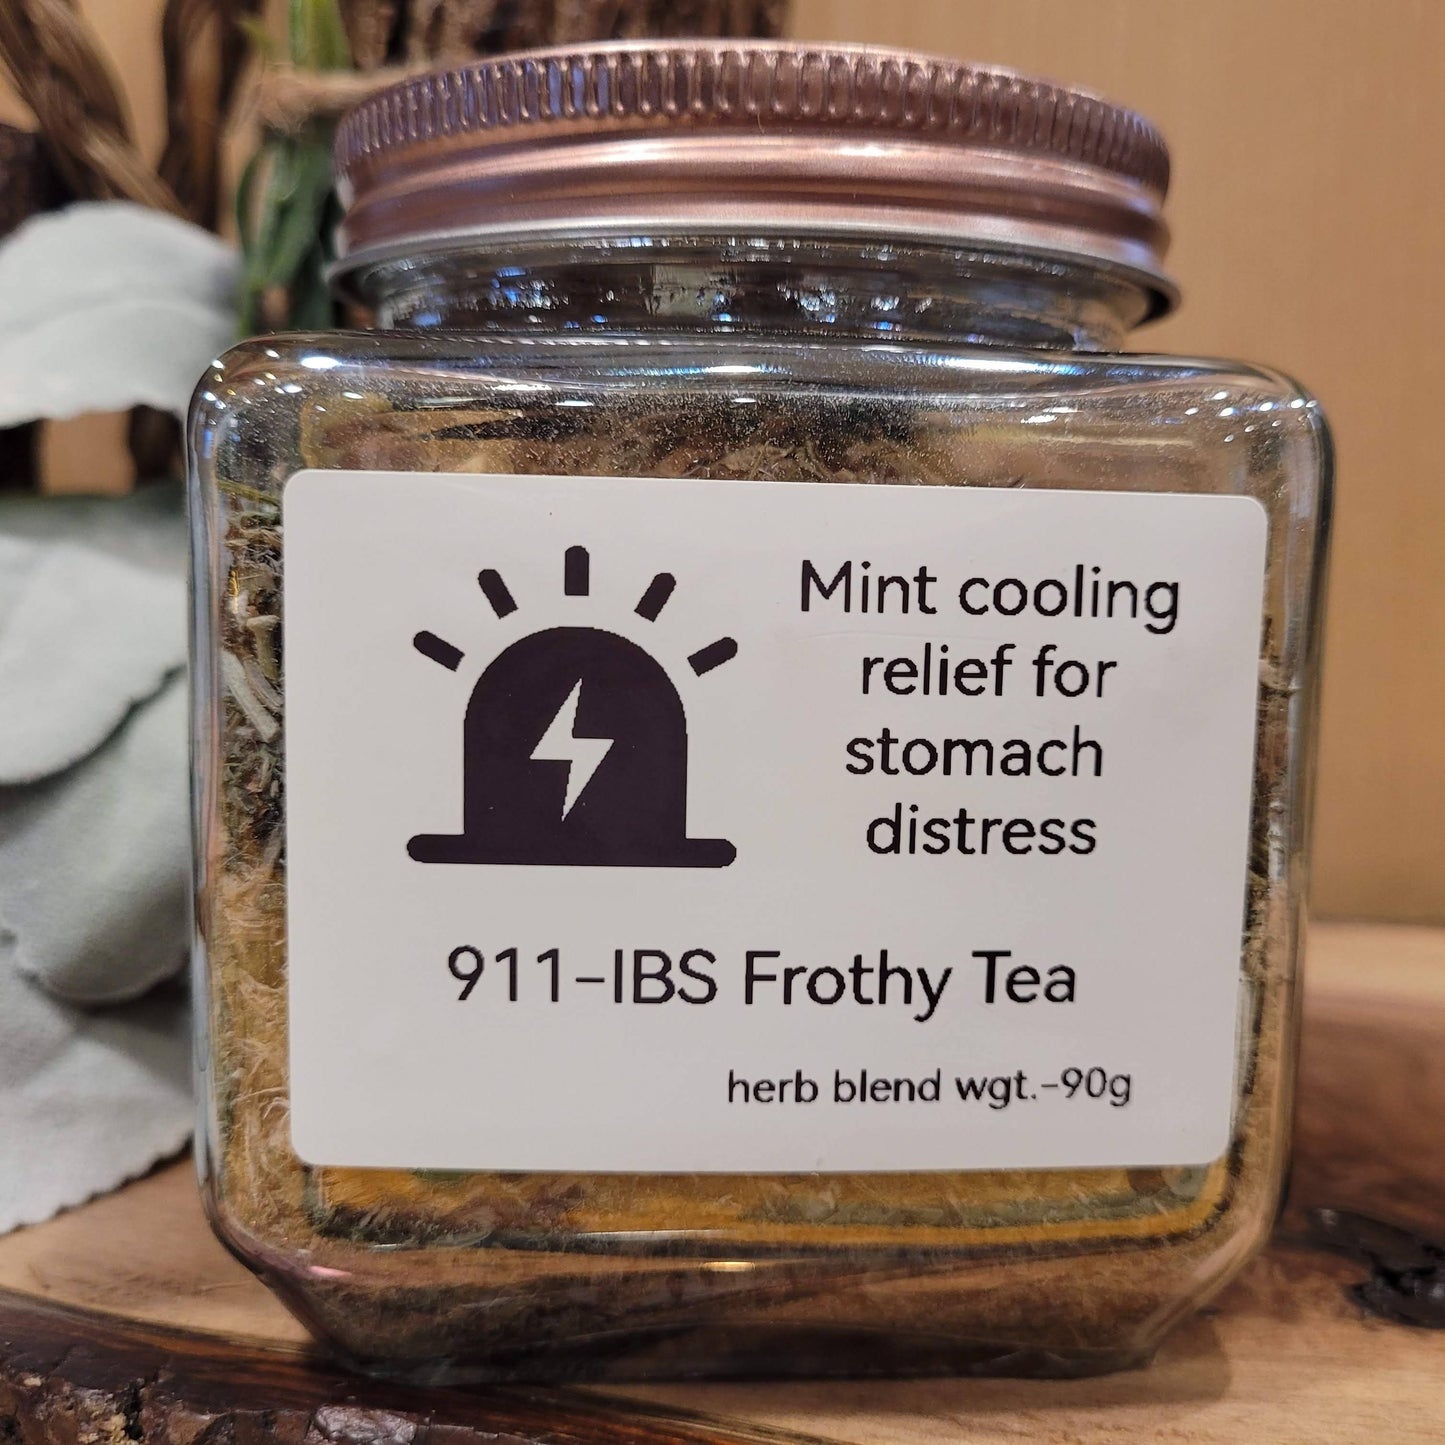 Mint cooling
relief for
stomach
distress
911-IBS Frothy Tea
herb blend wgt.-90g